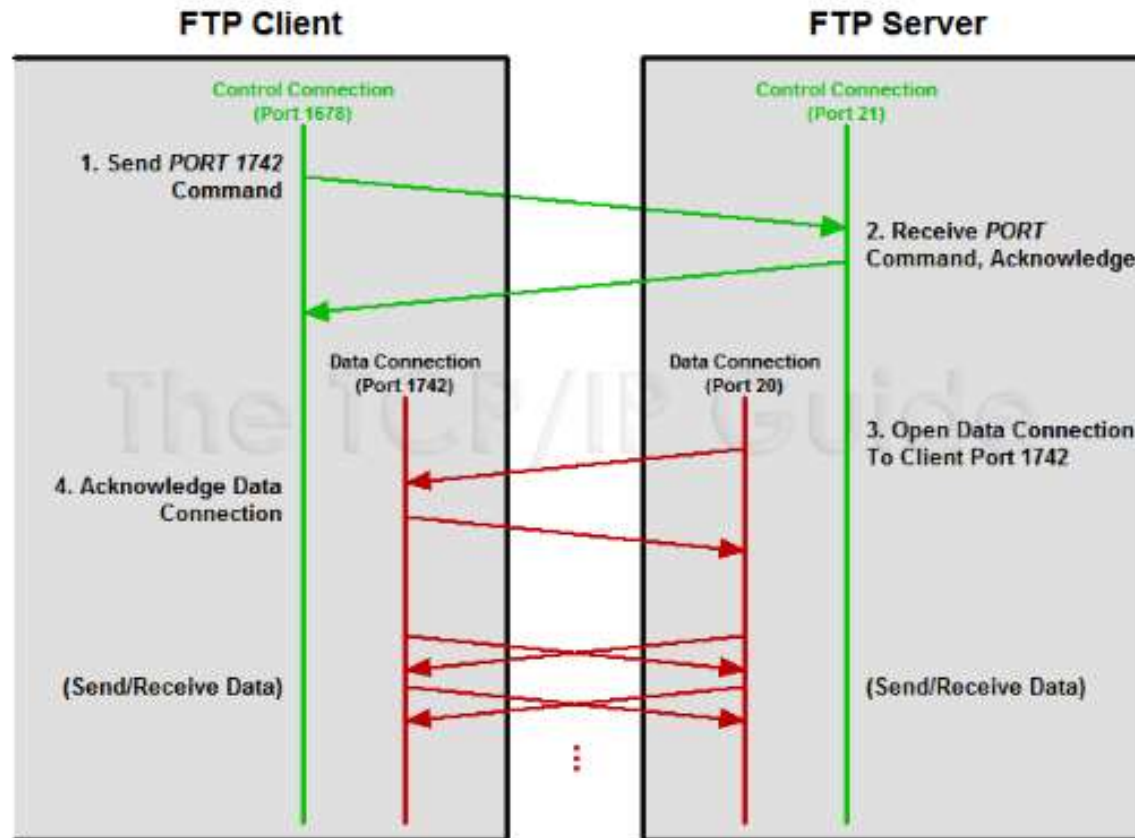 FTP Client
FTP Server
Control Connection
(Port 1678)
Control Connection
(Port 21)
1. Send PORT 1742
Command
2. Receive PORT
Command, Acknowledge
Data Connection
(Port 1742)
Data Connection
(Port 20)
The TCP/IP Guide
3. Open Data Connection
To Client Port 1742
4. Acknowledge Data
Connection
(Send/Receive Data)
(Send/Receive Data)